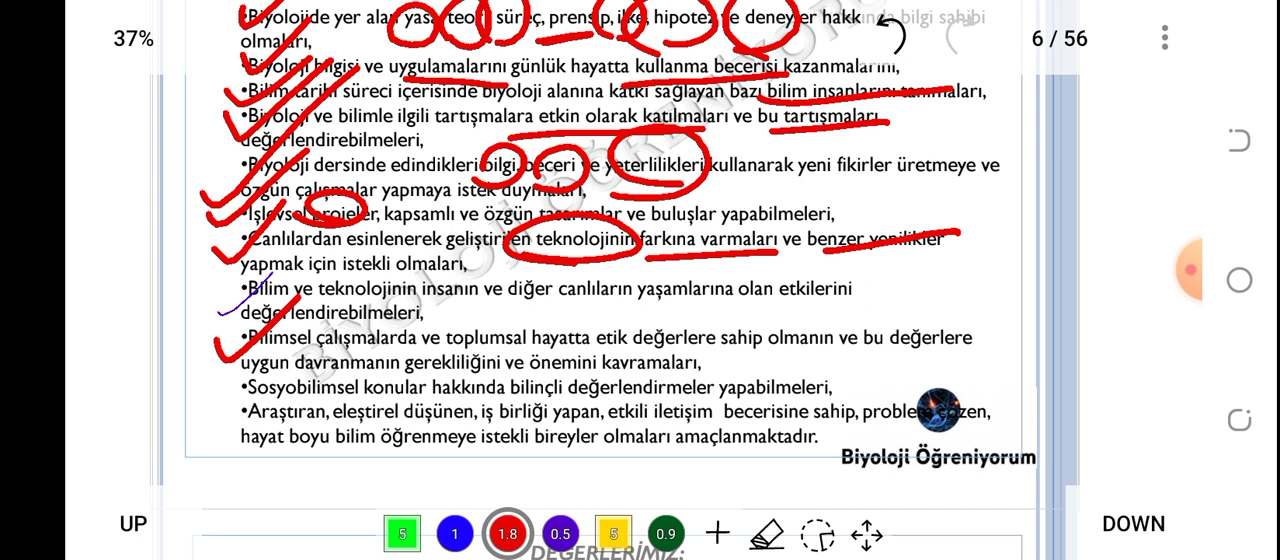 •Biyolojide yer alan yasa, teori, süreç, prensip, ilke, hipotez ve deneyler hakkında bilgi sahibi
olmaları,
37%
6 / 56
•Biyoloji bilgisi ve uygulamalarını günlük hayatta kullanma becerisi kazanmalarını,
•Bilim tarihi süreci içerisinde biyoloji alanına katkı sağlayan bazı bilim insanlarını tanımaları,
•Biyoloji ve bilimle ilgili tartışmalara etkin olarak katılmaları ve bu tartışmaları
değerlendirebilmeleri,
•Biyoloji dersinde edindikleri bilgi, beceri ve yeterlilikleri kullanarak yeni fikirler üretmeye ve
özgün çalışmalar yapmaya istek duymaları,
•İşlevsel projeler, kapsamlı ve özgün tasarımlar ve buluşlar yapabilmeleri,
•Canlılardan esinlenerek geliştirilen teknolojinin farkına varmaları ve benzer yenilikler
yapmak için istekli olmaları,
•Bilim ve teknolojinin insanın ve diğer canlıların yaşamlarına olan etkilerini
değerlendirebilmeleri,
•Bilimsel çalışmalarda ve toplumsal hayatta etik değerlere sahip olmanın ve bu değerlere
uygun davranmanın gerekliliğini ve önemini kavramaları,
•Sosyobilimsel konular hakkında bilinçli değerlendirmeler yapabilmeleri,
•Araştıran, eleştirel düşünen, iş birliği yapan, etkili iletişim becerisine sahip, problem çözen,
hayat boyu bilim öğrenmeye istekli bireyler olmaları amaçlanmaktadır.
Biyoloji Öğreniyorum
UP
5 1 1.8 0.5 5 0.9
DOWN
DEĞERLERİMİZ: